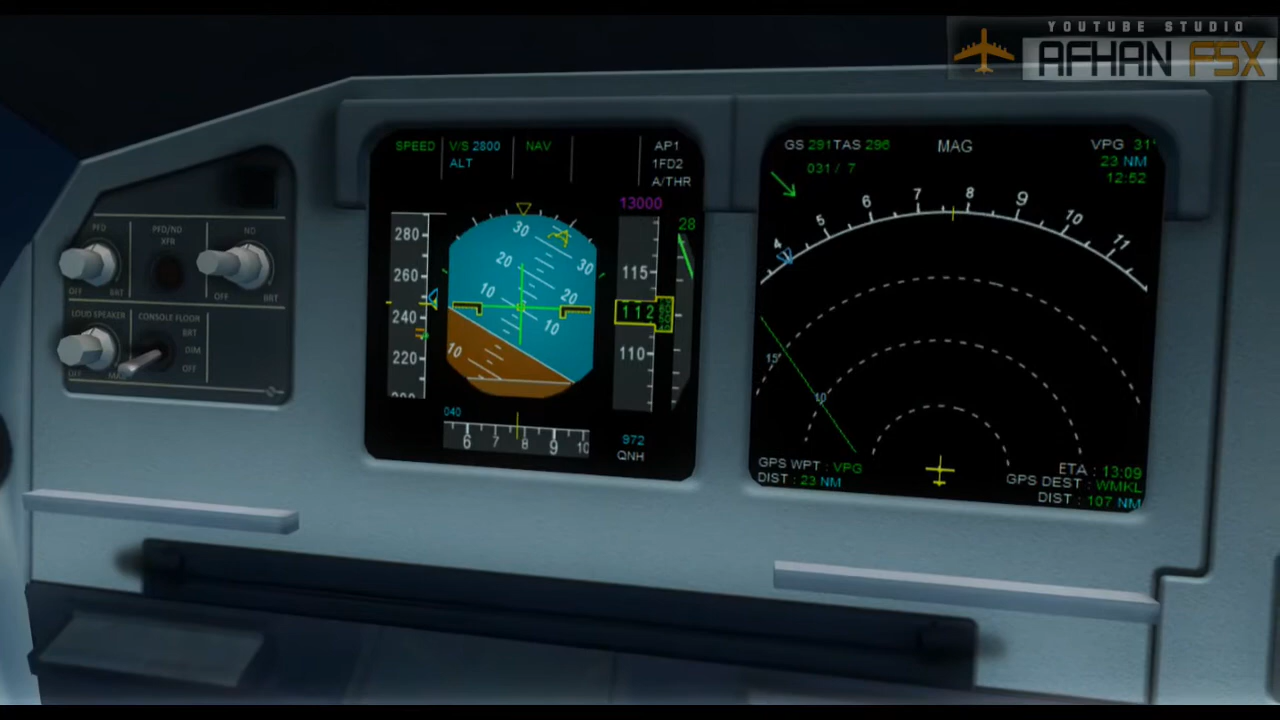 YOUTUBE STUDIO
AFHAN FSX
PFD
PFD/ND
XFR
ND
OFF
BRT
OFF
BRT
LOUD SPEAKER
CONSOLE FLOOR
BRT
DIM
OFF
OFF
MAX
SPEED
V/S 2800
NAV
AP1
ALT
1FD2
A/THR
13000
280
260
240
220
30
30
20
20
10
10
10
28
115
112
110
040
6
7
8
9
10
972
QNH
GS 291 TAS 296
MAG
VPG
031 / 7
23 NM
12:52
4
5
6
7
8
9
10
11
15
10
GPS WPT : VPG
DIST : 23 NM
ETA : 13:09
GPS DEST : WMKL
DIST : 107 NM